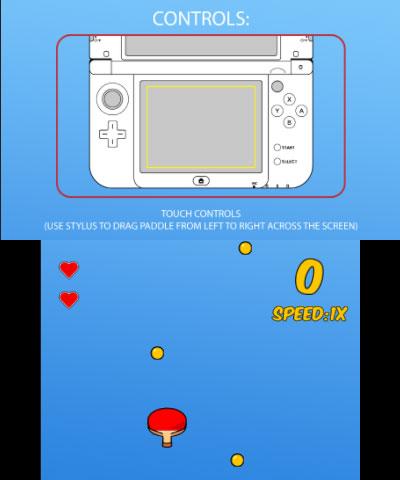 CONTROLS:
X
Y
A
B
START
SELECT
TOUCH CONTROLS
(USE STYLUS TO DRAG PADDLE FROM LEFT TO RIGHT ACROSS THE SCREEN)
0
SPEED:1X